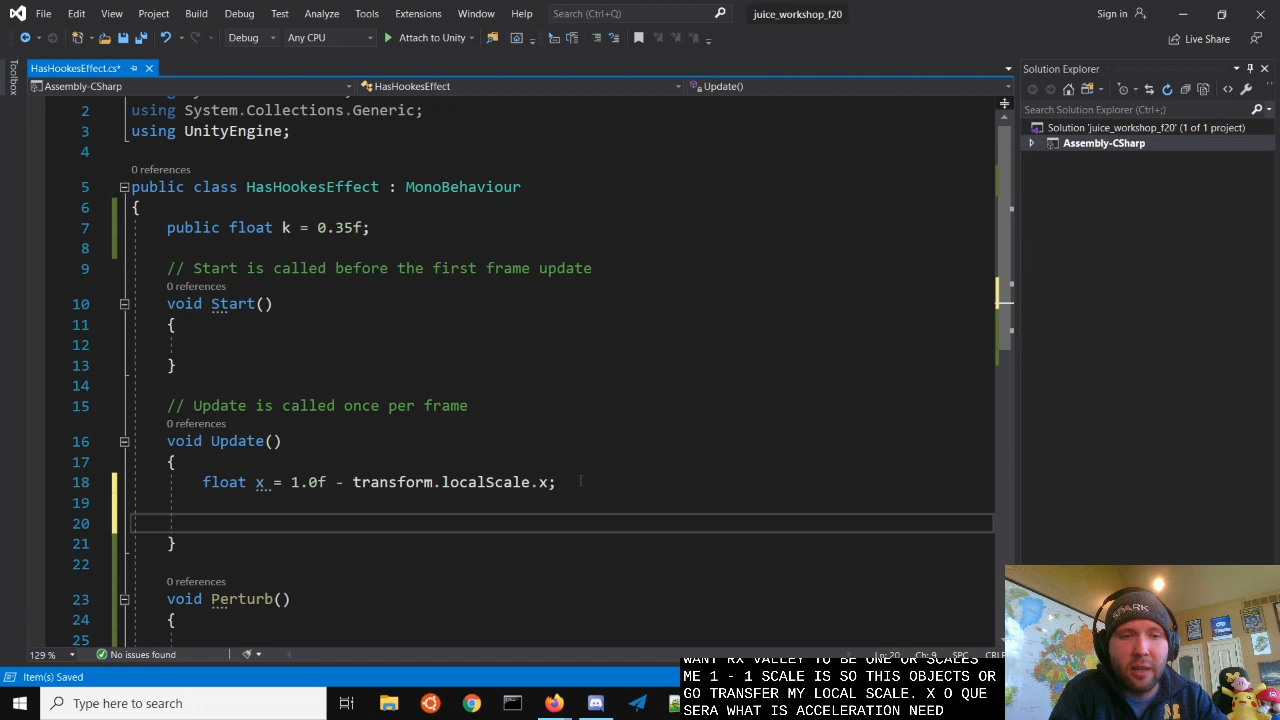 File Edit View Project Build Debug Test Analyze Tools Extensions Window Help Search (Ctrl+Q) juice_workshop_f20 Sign in
Debug Any CPU Attach to Unity Live Share
Toolbox
HasHookesEffect.cs*
Assembly-CSharp HasHookesEffect Update()
2 using System.Collections.Generic;
3 using UnityEngine;
4
0 references
5 public class HasHookesEffect : MonoBehaviour
6 {
7 public float k = 0.35f;
8
9 // Start is called before the first frame update
0 references
10 void Start()
11 {
12
13 }
14
15 // Update is called once per frame
0 references
16 void Update()
17 {
18 float x = 1.0f - transform.localScale.x;
19
20
21 }
22
0 references
23 void Perturb()
24 {
25
129 % No issues found Ln: 20 Ch: 9 SPC CRLF
Solution Explorer
Search Solution Explorer (Ctrl+;)
Solution 'juice_workshop_f20' (1 of 1 project)
Assembly-CSharp
Item(s) Saved
Type here to search
WANT RX VALLEY TO BE ONE OR SCALES
ME 1 - 1 SCALE IS SO THIS OBJECTS OR
GO TRANSFER MY LOCAL SCALE. X O QUE
SERA WHAT IS ACCELERATION NEED
SPARK